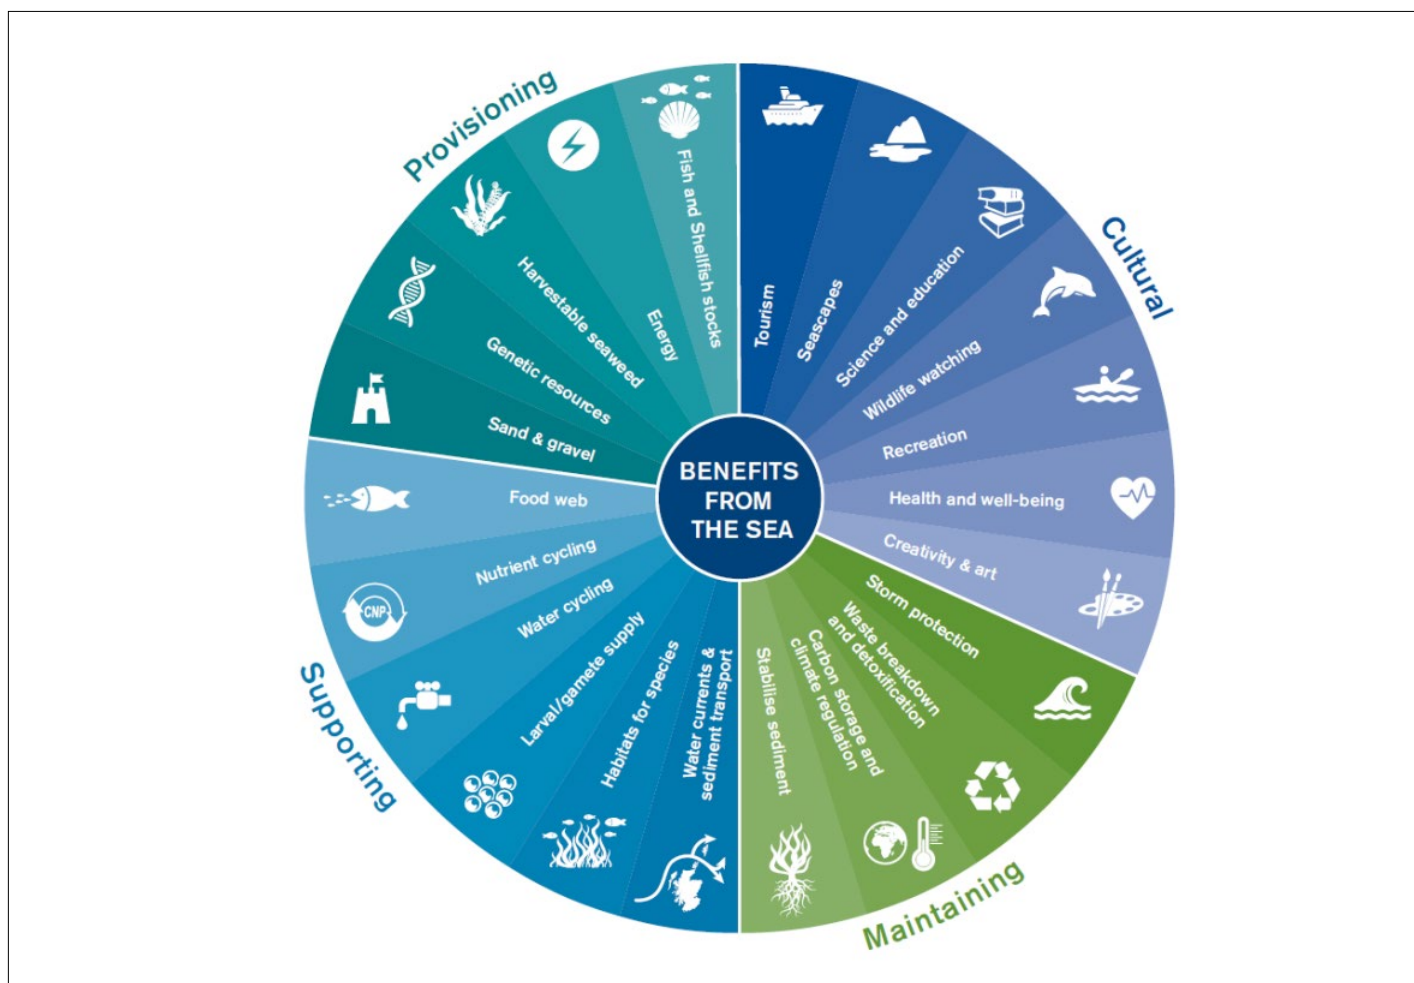 Provisioning
Fish and Shellfish stocks
Energy
Harvestable seaweed
Genetic resources
Sand & gravel
Cultural
Tourism
Seascapes
Science and education
Wildlife watching
Recreation
Health and well-being
Creativity & art
BENEFITS
FROM
THE SEA
Maintaining
Storm protection
Waste breakdown
and detoxification
Carbon storage and
climate regulation
Stabilise sediment
Supporting
Food web
Nutrient cycling
CNP
Water cycling
Larval/gamete supply
Habitats for species
Water currents &
sediment transport